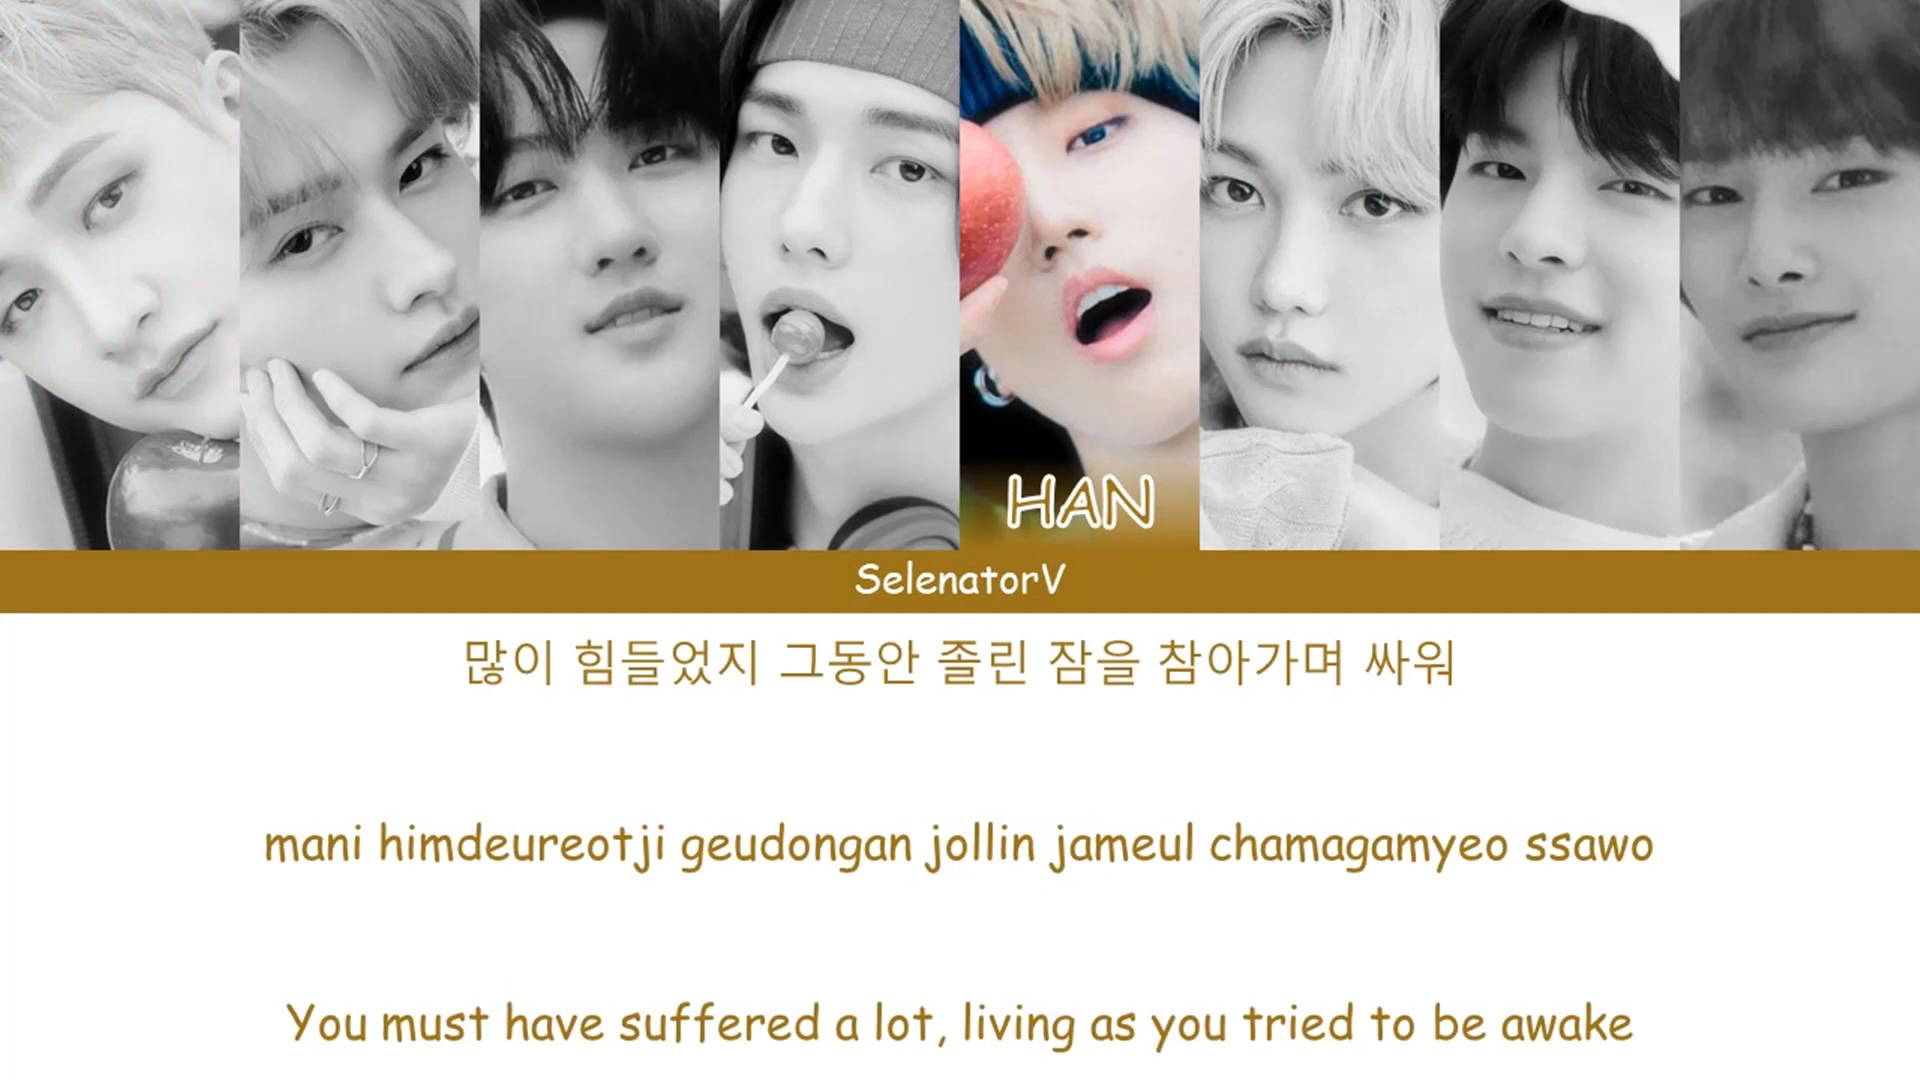 HAN
SelenatorV
많이 힘들었지 그동안 졸린 잠을 참아가며 싸워
mani himdeureotji geudongan jollin jameul chamagamyeo ssawo
You must have suffered a lot, living as you tried to be awake